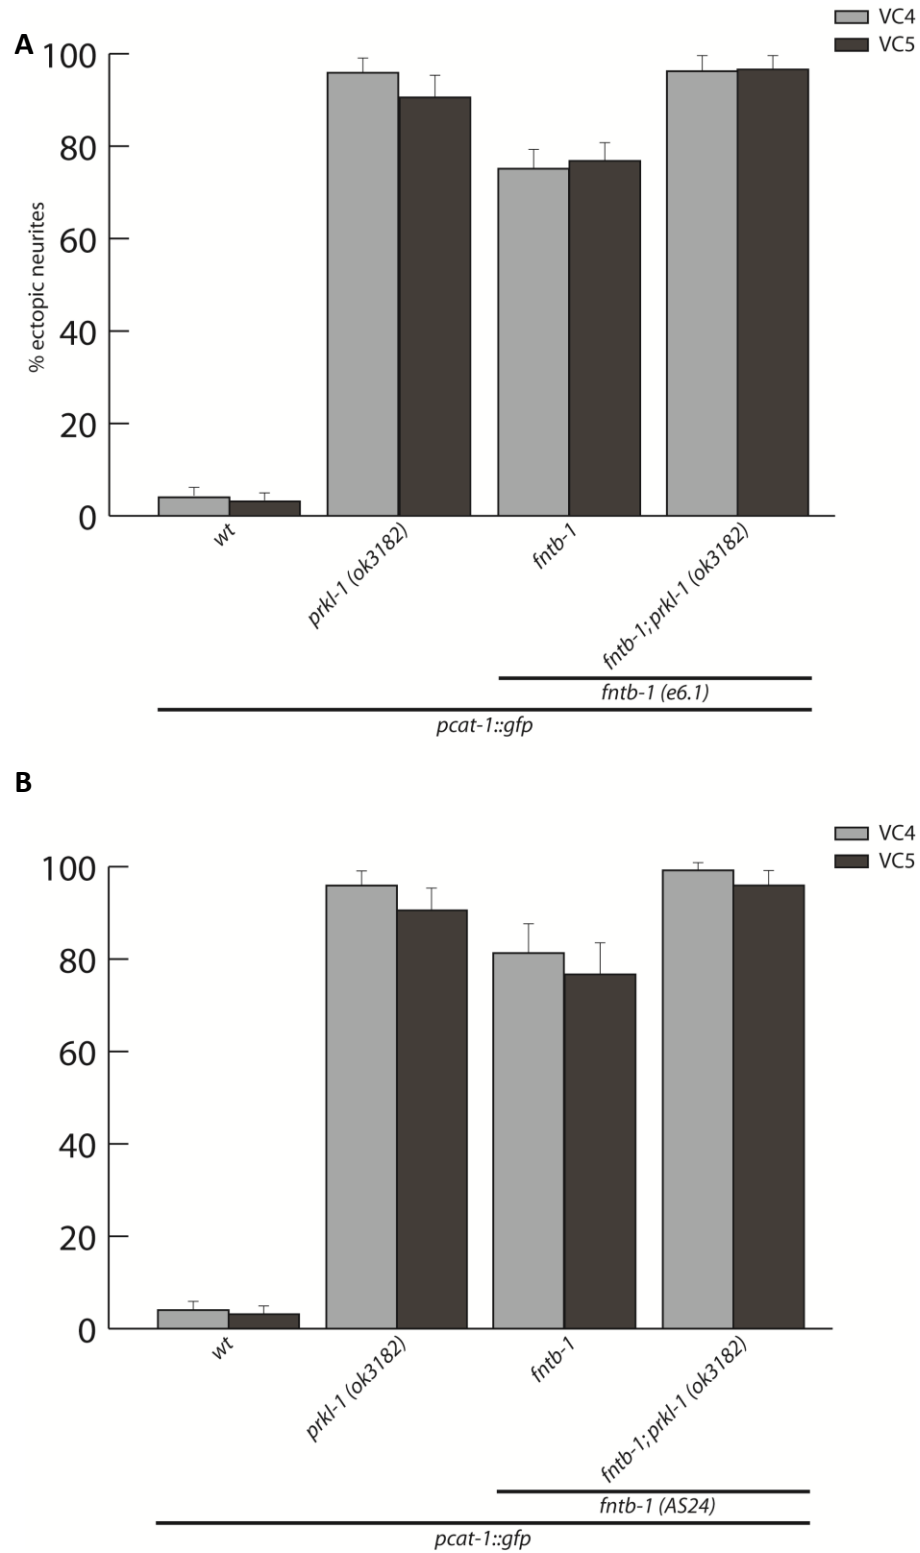 A
VC4
VC5
100
80
60
40
20
0
% ectopic neurites
wt
prkl-1 (ok3182)
fntb-1
fntb-1; prkl-1 (ok3182)
fntb-1 (e6.1)
pcat-1::gfp
B
VC4
VC5
100
80
60
40
20
0
wt
prkl-1 (ok3182)
fntb-1
fntb-1; prkl-1 (ok3182)
fntb-1 (AS24)
pcat-1::gfp